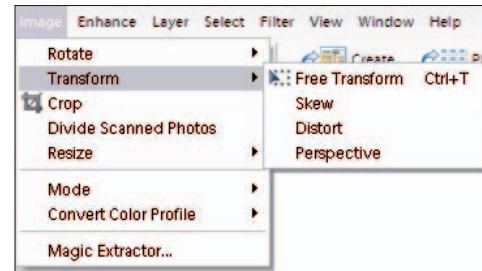 Image Enhance Layer Select Filter View Window Help
Create
Rotate
Transform
Crop
Divide Scanned Photos
Resize
Mode
Convert Color Profile
Magic Extractor...
Free Transform Ctrl+T
Skew
Distort
Perspective